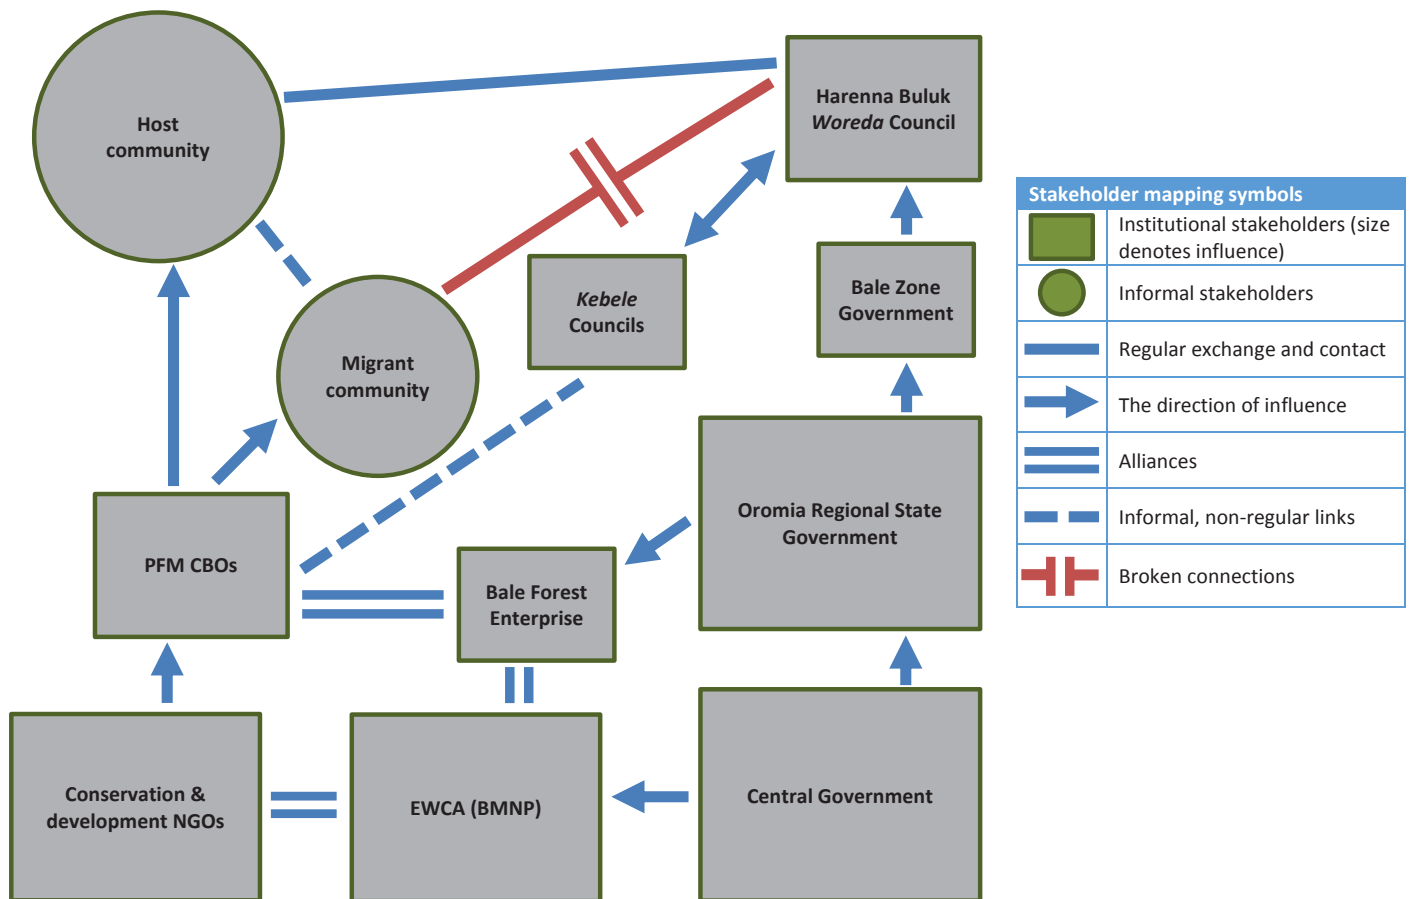 Host
community
Harenna Buluk
Woreda Council
Migrant
community
Kebele
Councils
Bale Zone
Government
PFM CBOs
Bale Forest
Enterprise
Oromia Regional State
Government
Conservation &
development NGOs
EWCA (BMNP)
Central Government
Stakeholder mapping symbols
Institutional stakeholders (size
denotes influence)
Informal stakeholders
Regular exchange and contact
The direction of influence
Alliances
Informal, non-regular links
Broken connections